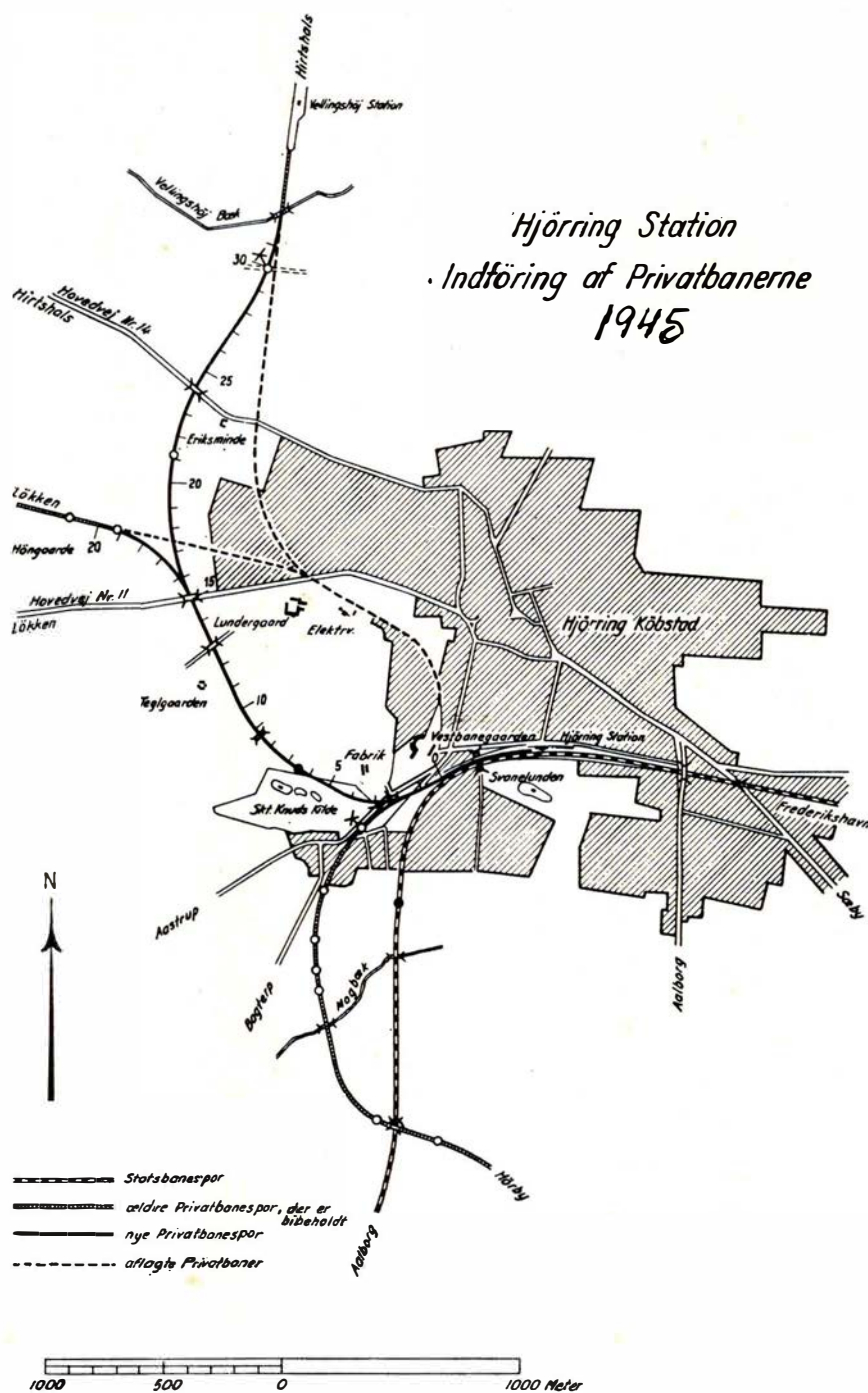 Hirtshals
Vellingshöj Station
Vellingshöj Bæk
Hjörring Station
Indföring af Privatbanerne
1945
30
Hovedvej Nr. 14
Hirtshals
25
Eriksminde
20
Lökken
Höngaarde
20
15
Hovedvej Nr. 11
Lökken
Lundergaard
Elektrv.
Hjörring Köbstad
Teglgaarden
10
Vestbanegaarden
Hjörring Station
Fabrik
5
Svanelunden
Skt. Knuds Kilde
Frederikshavn
Sæby
N
Aastrup
Bagterp
Vogbæk
Aalborg
Hörby
Aalborg
Statsbanespor
ældre Privatbanespor, der er
bibeholdt
nye Privatbanespor
aflagte Privatbaner
1000 500 0 1000 Meter